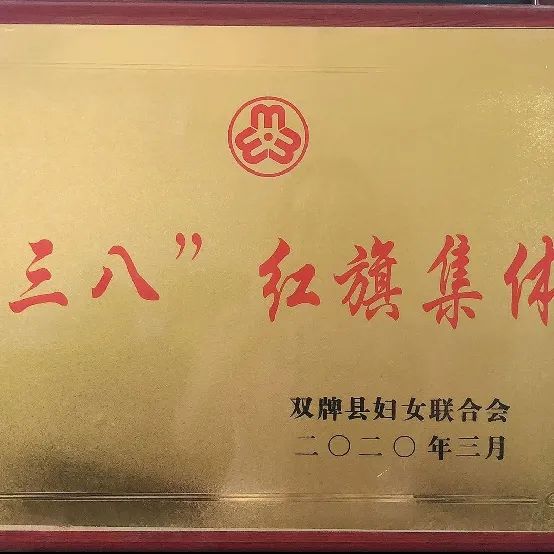 三八”红旗集体
双牌县妇女联合会
二〇二〇年三月